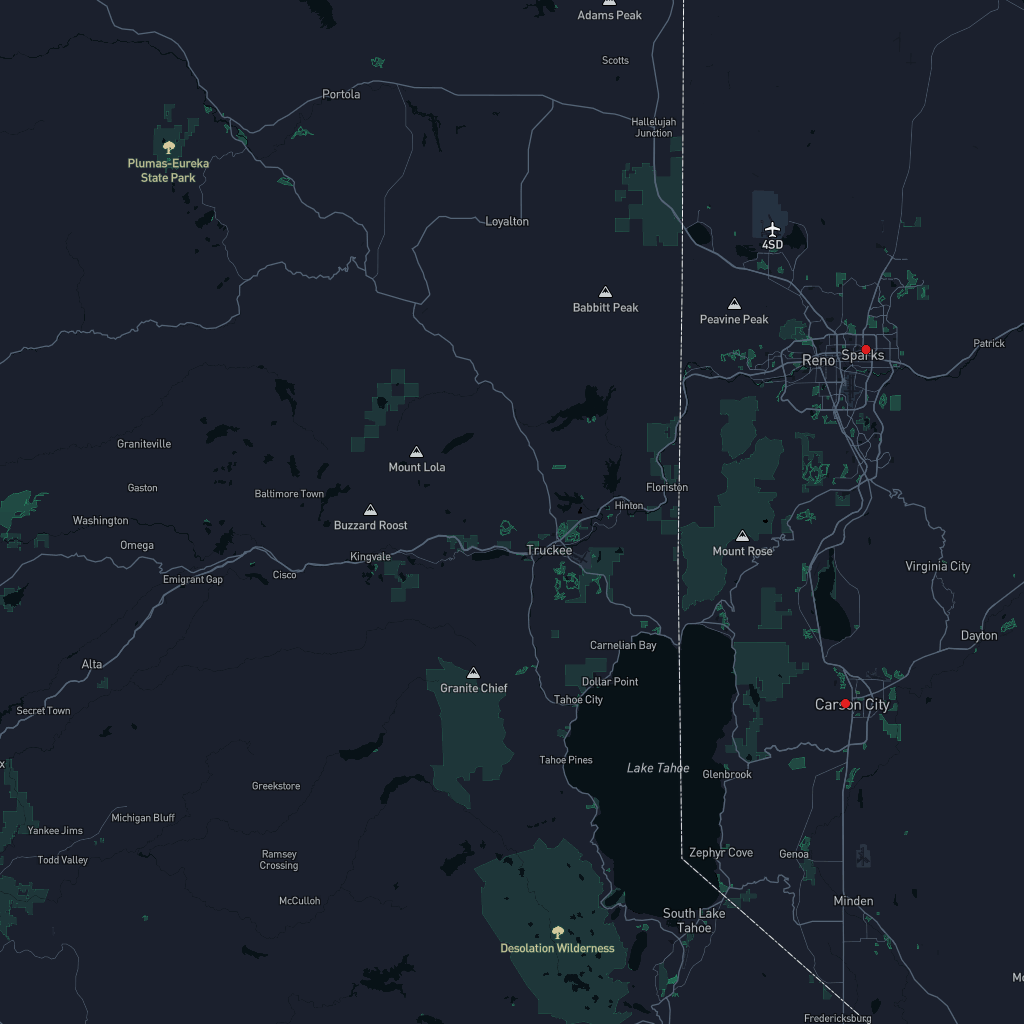 Adams Peak
Scotts
Portola
Hallelujah
Junction
Plumas-Eureka
State Park
Loyalton
4SD
Babbitt Peak
Peavine Peak
Patrick
Reno
Sparks
Graniteville
Mount Lola
Gaston
Baltimore Town
Floriston
Hinton
Washington
Buzzard Roost
Omega
Kingvale
Truckee
Mount Rose
Emigrant Gap
Cisco
Virginia City
Dayton
Carnelian Bay
Alta
Granite Chief
Dollar Point
Tahoe City
Secret Town
Carson City
x
Tahoe Pines
Lake Tahoe
Glenbrook
Greekstore
Michigan Bluff
Yankee Jims
Todd Valley
Ramsey
Crossing
Zephyr Cove
Genoa
McCulloh
Minden
South Lake
Tahoe
Desolation Wilderness
Fredericksburg